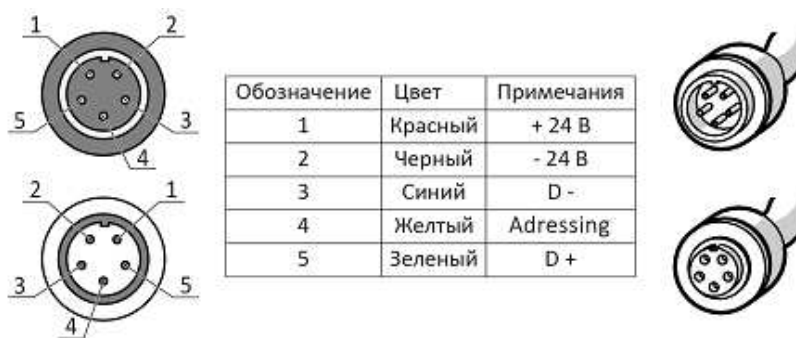 1 2
5 3
4
2 1
3 5
4
Обозначение Цвет Примечания
1 Красный + 24 В
2 Черный - 24 В
3 Синий D -
4 Желтый Adressing
5 Зеленый D +